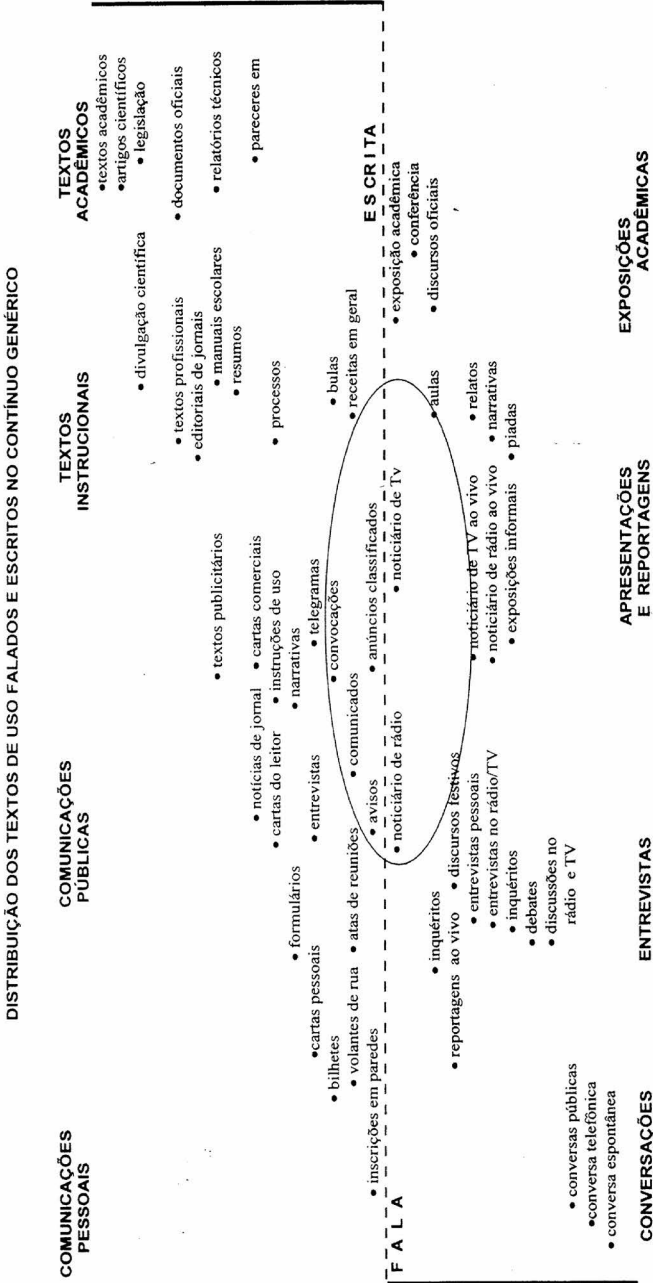 DISTRIBUIÇÃO DOS TEXTOS DE USO FALADOS E ESCRITOS NO CONTÍNUO GENÉRICO
COMUNICAÇÕES
PESSOAIS
COMUNICAÇÕES
PÚBLICAS
TEXTOS
INSTRUCIONAIS
TEXTOS
ACADÊMICOS
•textos acadêmicos
•artigos científicos
• legislação
• divulgação científica
• documentos oficiais
• textos profissionais
• editoriais de jornais
• relatórios técnicos
• manuais escolares
• textos publicitários
• resumos
• pareceres em
• notícias de jornal
• cartas comerciais
• cartas do leitor
• instruções de uso
• processos
• formulários
• narrativas
•cartas pessoais
• entrevistas
• telegramas
• bilhetes
• convocações
• bulas
• volantes de rua
• atas de reuniões
• comunicados
• receitas em geral
• inscrições em paredes
• avisos
• anúncios classificados
ESCRITA
FALA
• noticiário de rádio
• noticiário de Tv
• exposição acadêmica
• conferência
• inquéritos
• aulas
• discursos oficiais
• reportagens ao vivo
• discursos festivos
• entrevistas pessoais
• noticiário de TV ao vivo
• relatos
• entrevistas no rádio/TV
• noticiário de rádio ao vivo
• narrativas
• inquéritos
• exposições informais
• piadas
• debates
• discussões no
rádio e TV
• conversas públicas
•conversa telefônica
• conversa espontânea
CONVERSAÇÕES
ENTREVISTAS
APRESENTAÇÕES
E REPORTAGENS
EXPOSIÇÕES
ACADÊMICAS